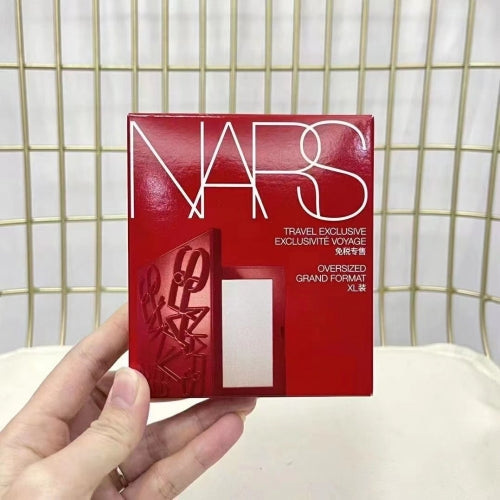 NARS
TRAVEL EXCLUSIVE
EXCLUSIVITÉ VOYAGE
免税专售
OVERSIZED
GRAND FORMAT
XL装